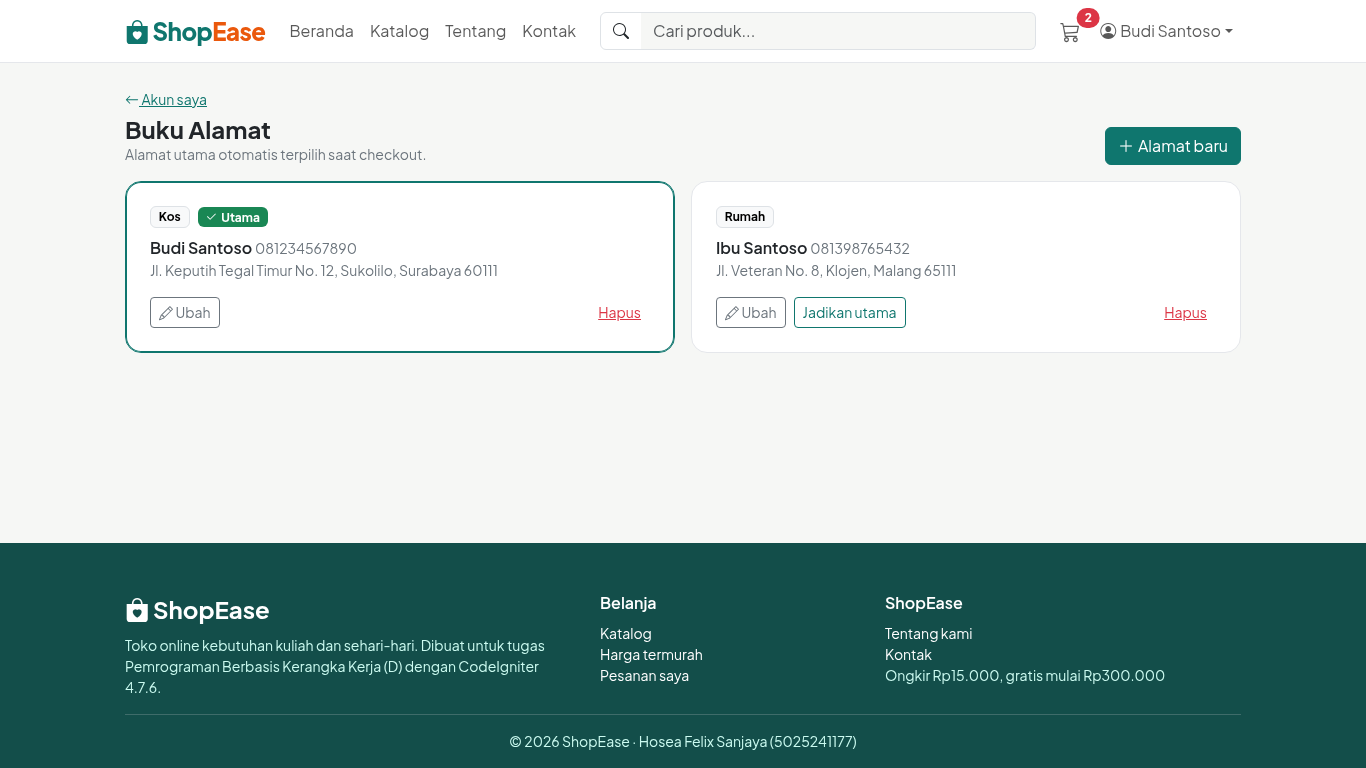 ShopEase
Beranda Katalog Tentang Kontak
Cari produk...
2
Budi Santoso
← Akun saya
Buku Alamat
Alamat utama otomatis terpilih saat checkout.
+ Alamat baru
Kos ✓ Utama
Budi Santoso 081234567890
Jl. Keputih Tegal Timur No. 12, Sukolilo, Surabaya 60111
Ubah Hapus
Rumah
Ibu Santoso 081398765432
Jl. Veteran No. 8, Klojen, Malang 65111
Ubah Jadikan utama Hapus
ShopEase
Toko online kebutuhan kuliah dan sehari-hari. Dibuat untuk tugas
Pemrograman Berbasis Kerangka Kerja (D) dengan CodeIgniter
4.7.6.
Belanja
Katalog
Harga termurah
Pesanan saya
ShopEase
Tentang kami
Kontak
Ongkir Rp15.000, gratis mulai Rp300.000
© 2026 ShopEase · Hosea Felix Sanjaya (5025241177)